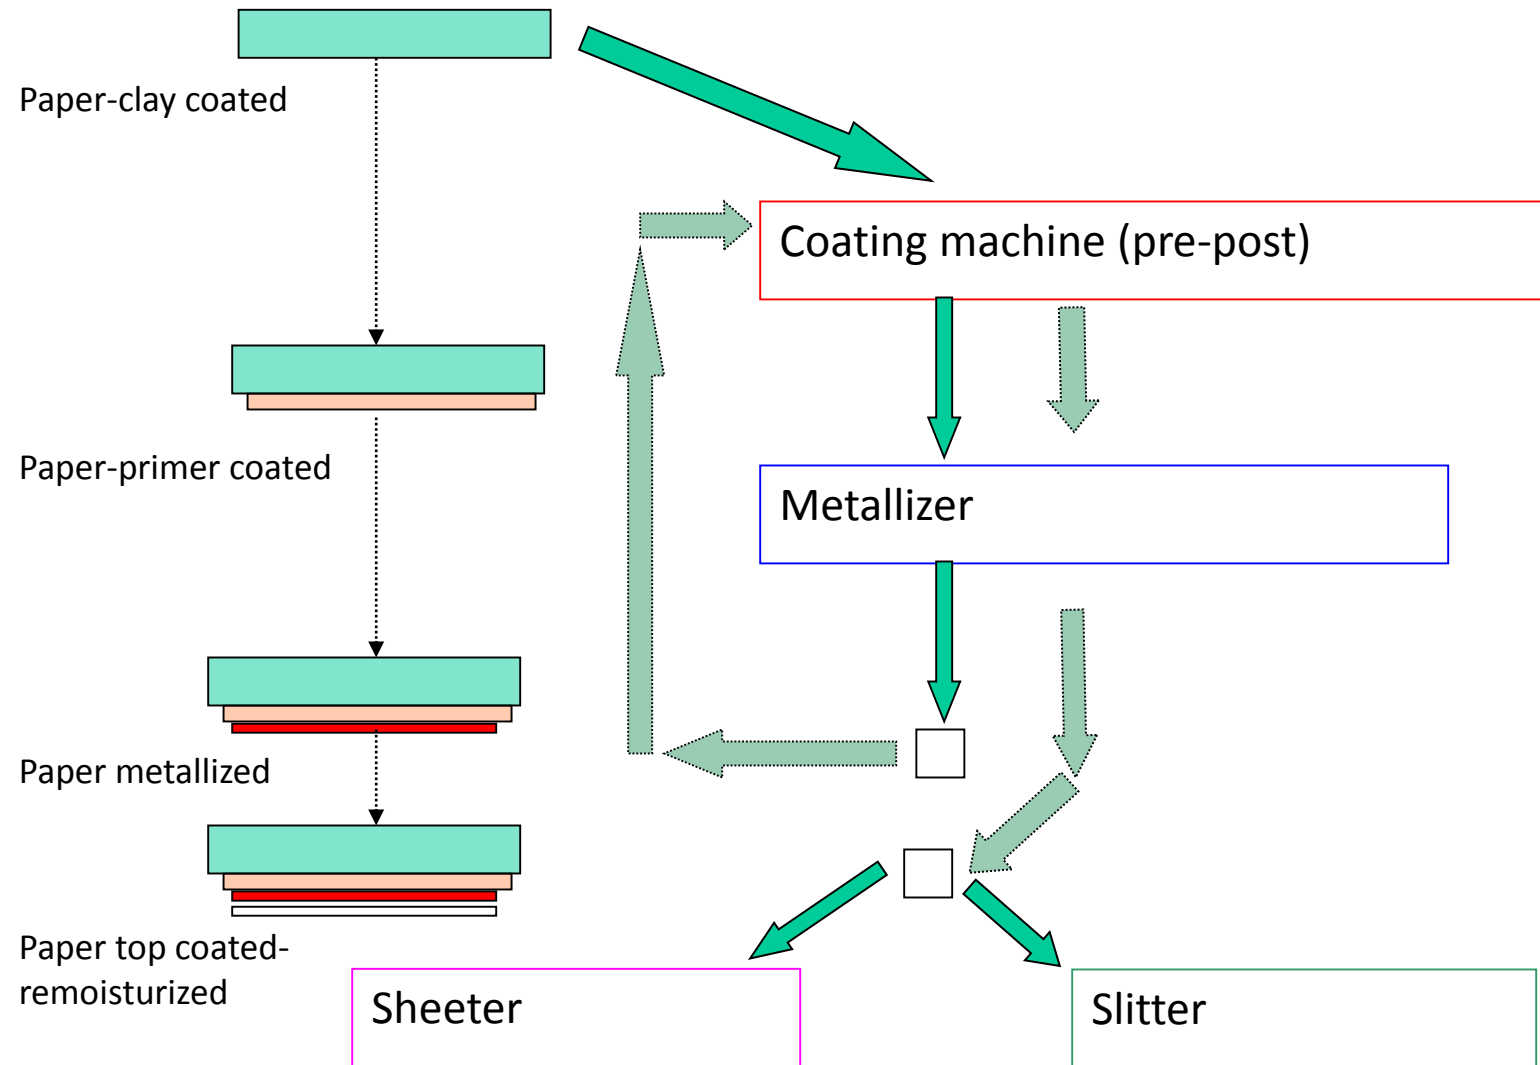 Paper-clay coated
Coating machine (pre-post)
Paper-primer coated
Metallizer
Paper metallized
Paper top coated-
remoisturized
Sheeter
Slitter